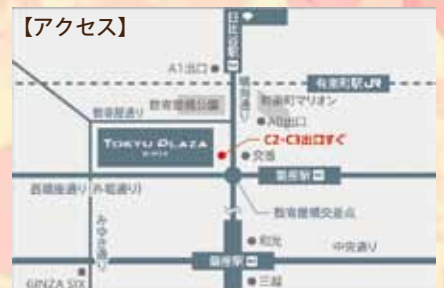 【アクセス】
日比谷駅
A1出口
有楽町駅JR
晴海通り
数寄屋橋公園
有楽町マリオン
数寄屋通り
A0出口
TOKYU PLAZA
GINZA
C2・C3出口すぐ
交番
銀座駅
西銀座通り(外堀通り)
数寄屋橋交差点
みゆき通り
和光
中央通り
銀座駅
三越
GINZA SIX